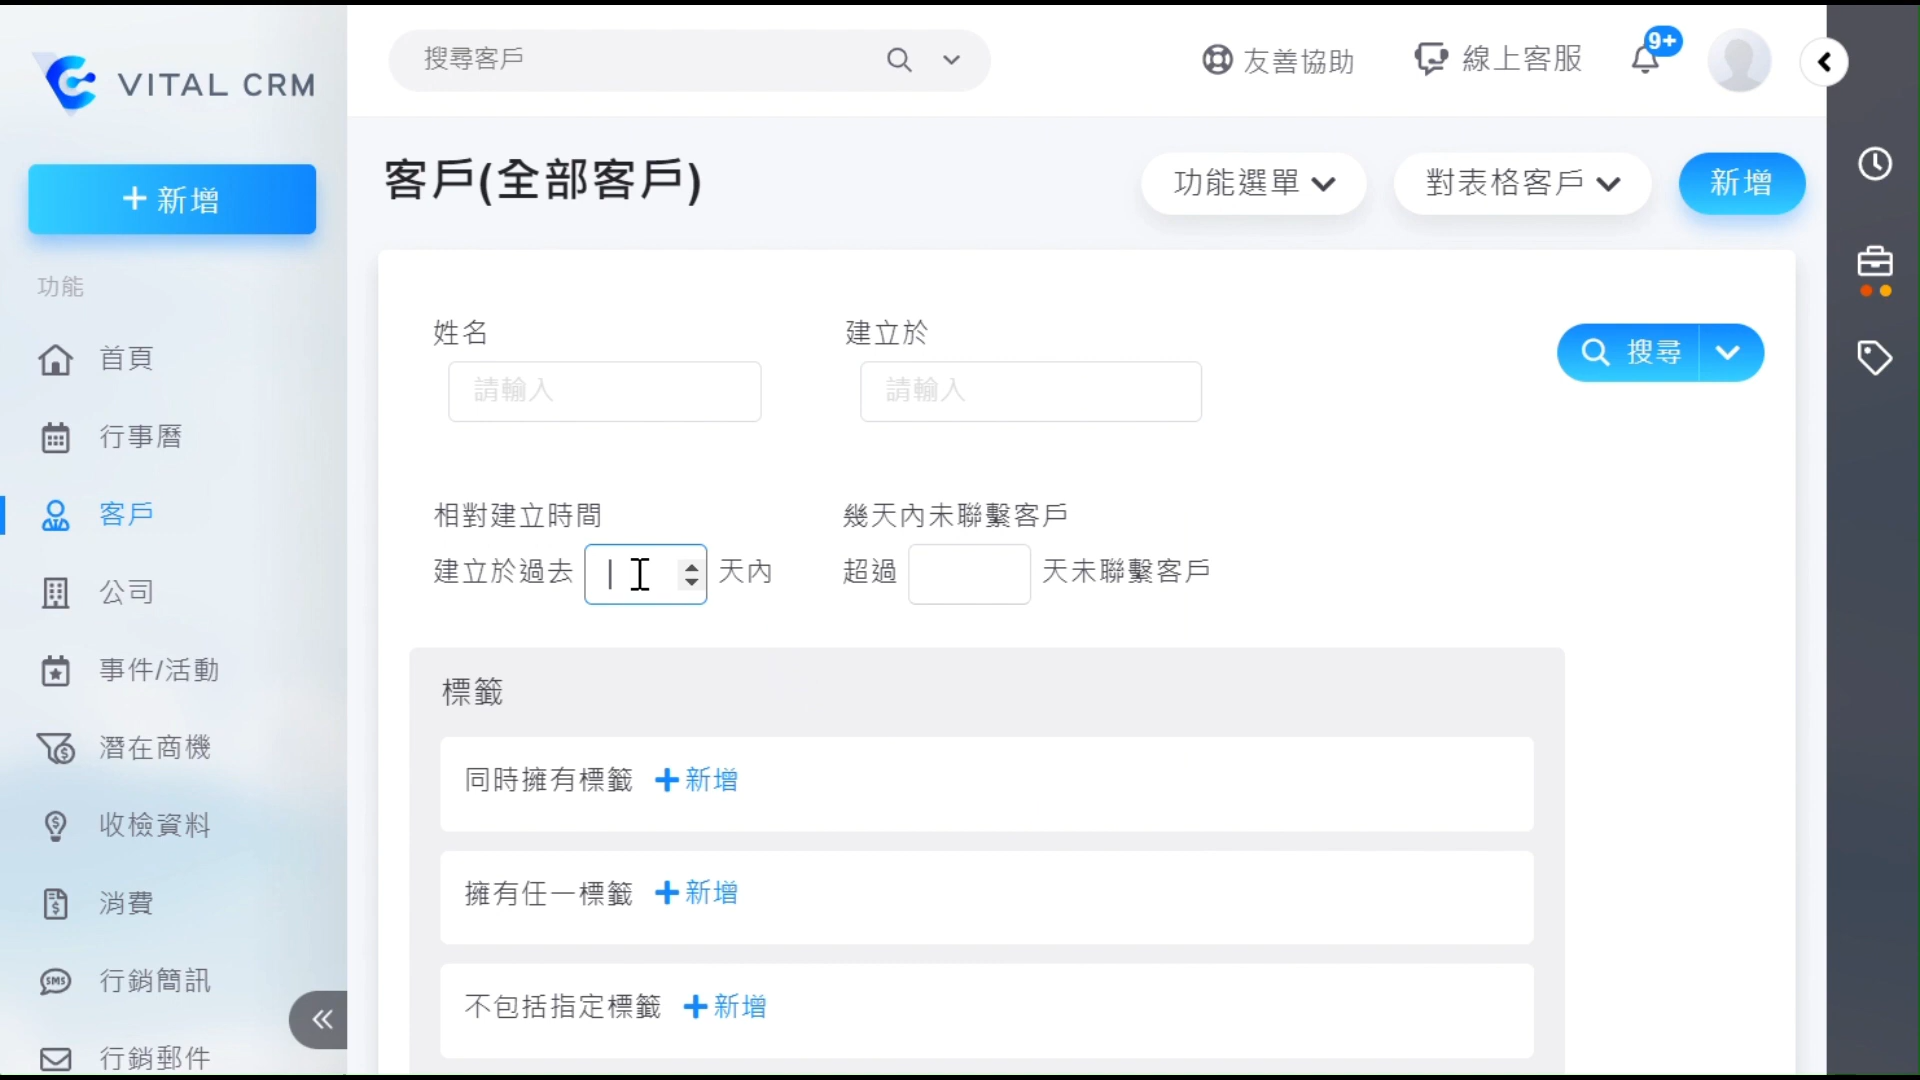 VITAL CRM
搜尋客戶
友善協助
線上客服
9+
新增
功能
首頁
行事曆
客戶
公司
事件/活動
潛在商機
收檢資料
消費
SMS
行銷簡訊
行銷郵件
客戶(全部客戶)
功能選單
對表格客戶
新增
姓名
請輸入
建立於
請輸入
搜尋
相對建立時間
建立於過去 天內
幾天內未聯繫客戶
超過 天未聯繫客戶
標籤
同時擁有標籤 新增
擁有任一標籤 新增
不包括指定標籤 新增